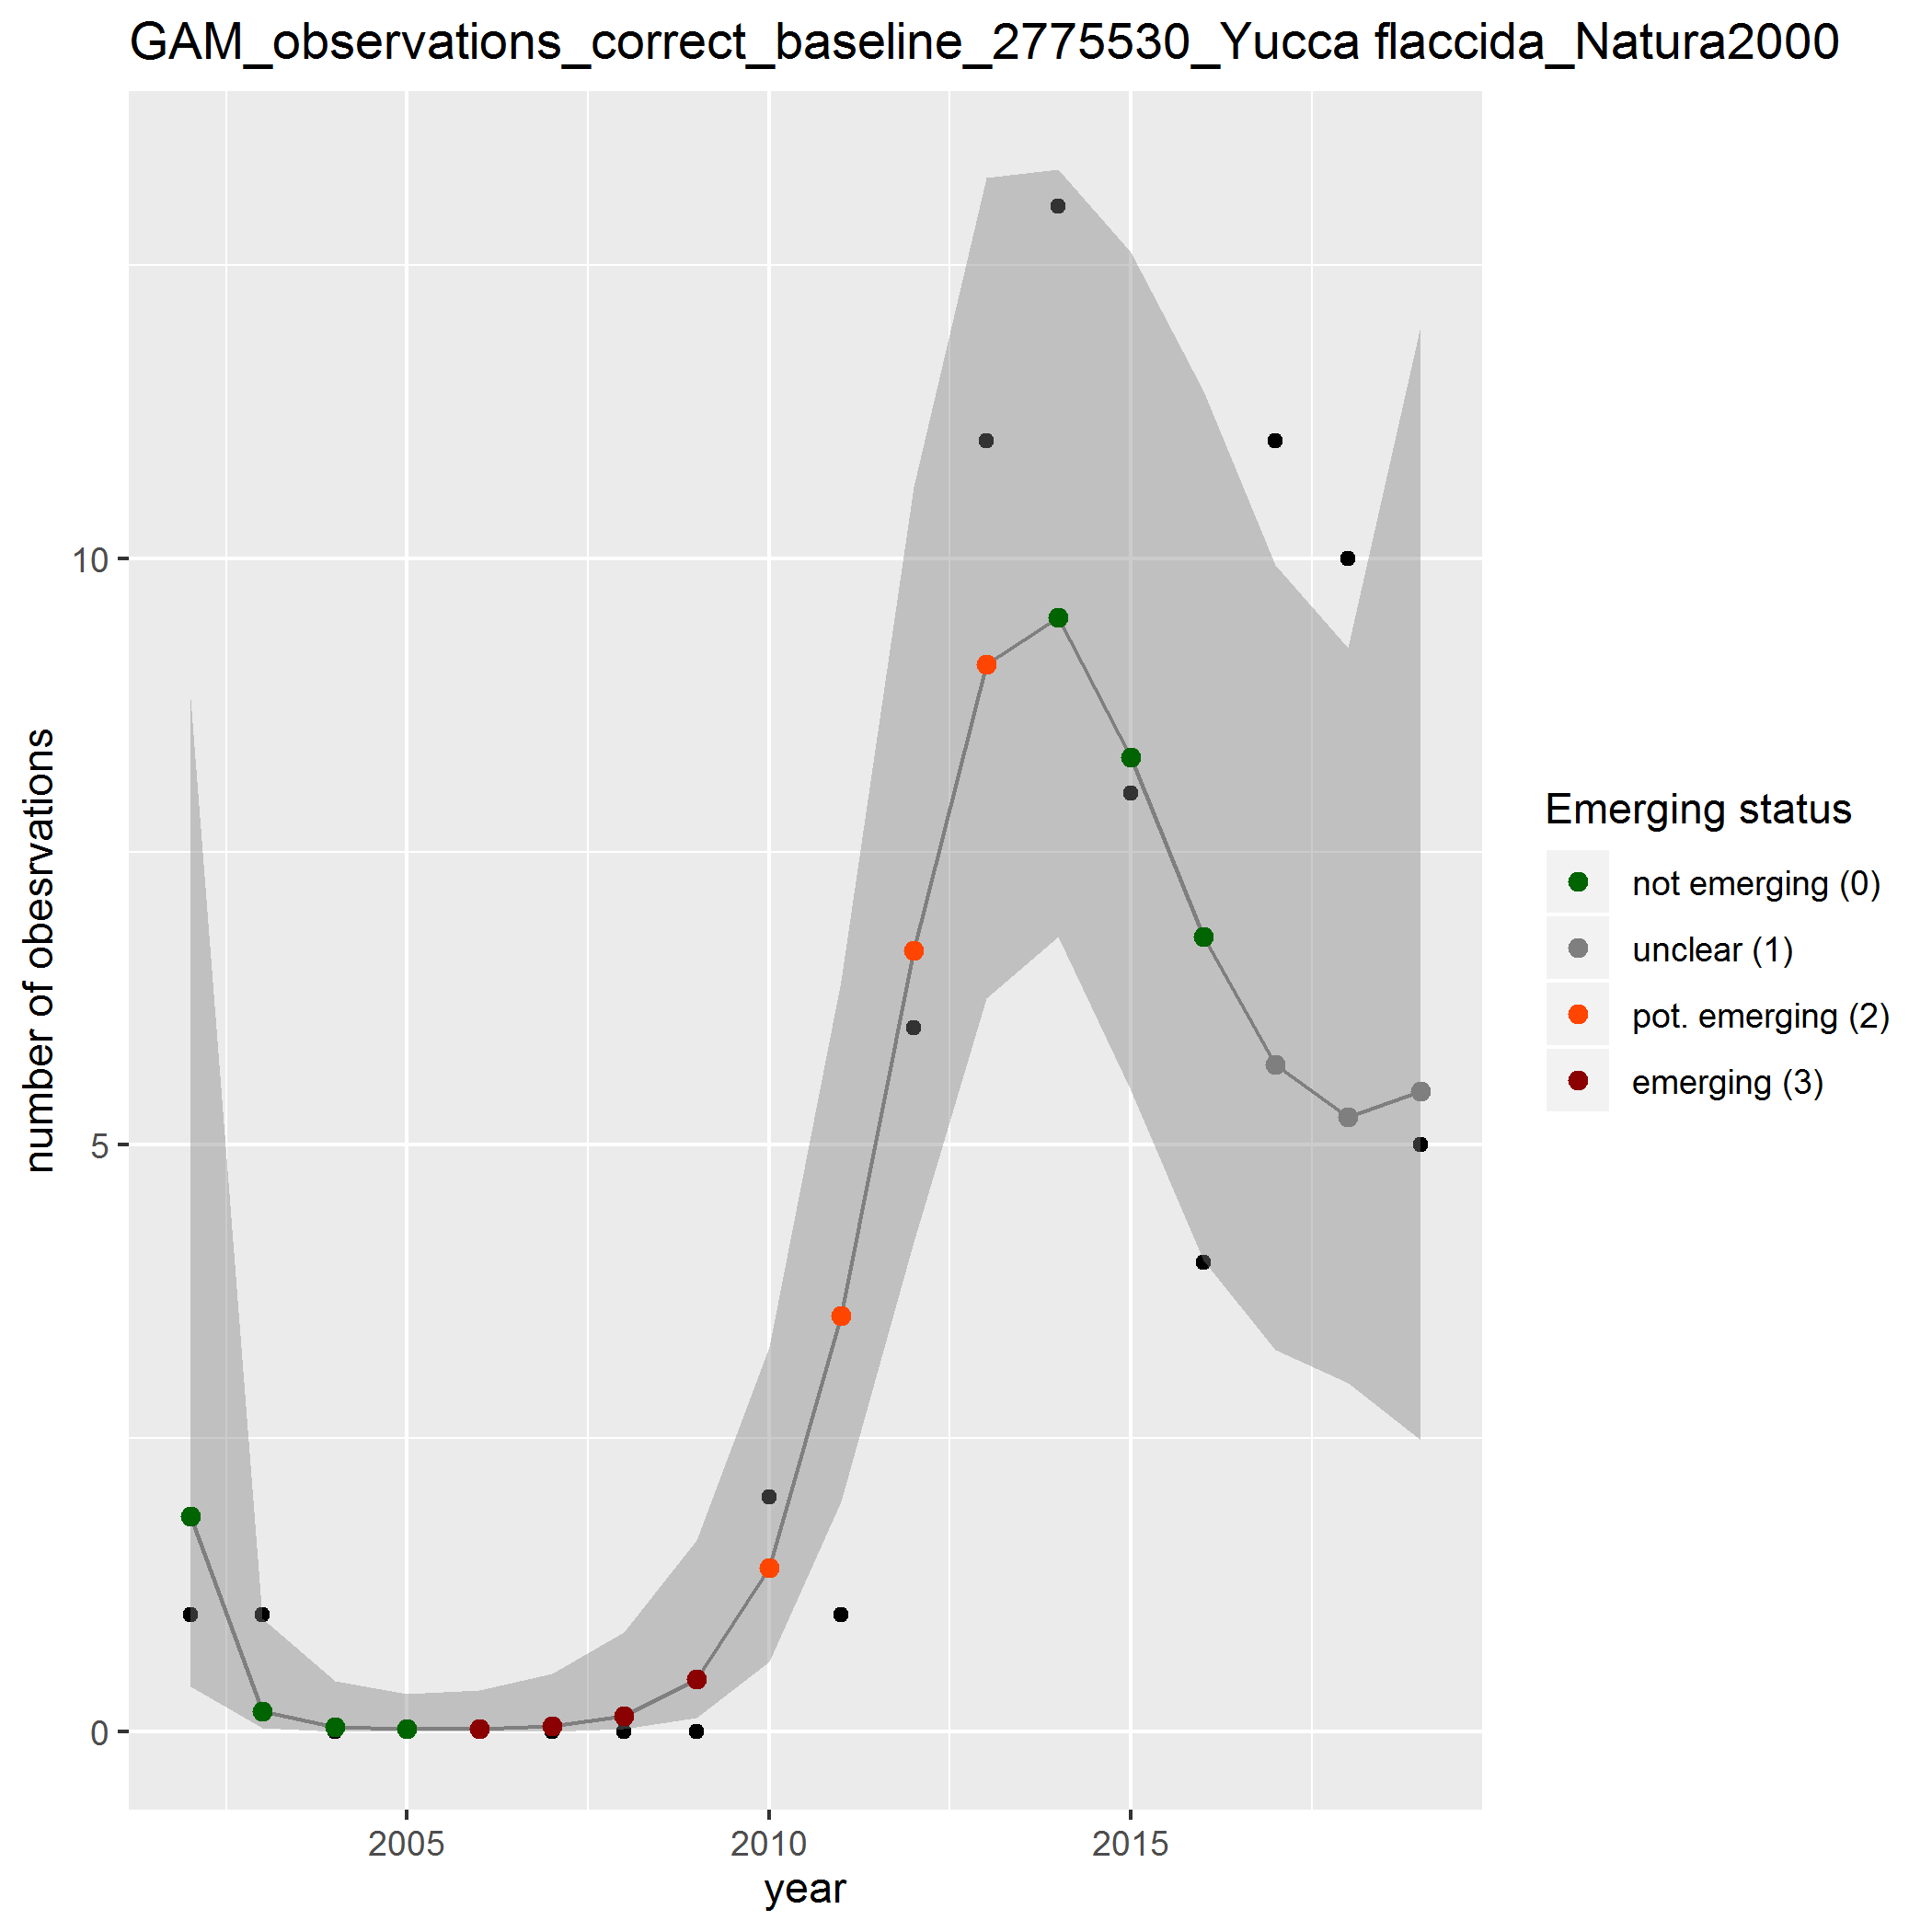 GAM_observations_correct_baseline_2775530_Yucca flaccida_Natura2000
number of obesrvations
10
5
0
2005
2010
2015
year
Emerging status
not emerging (0)
unclear (1)
pot. emerging (2)
emerging (3)